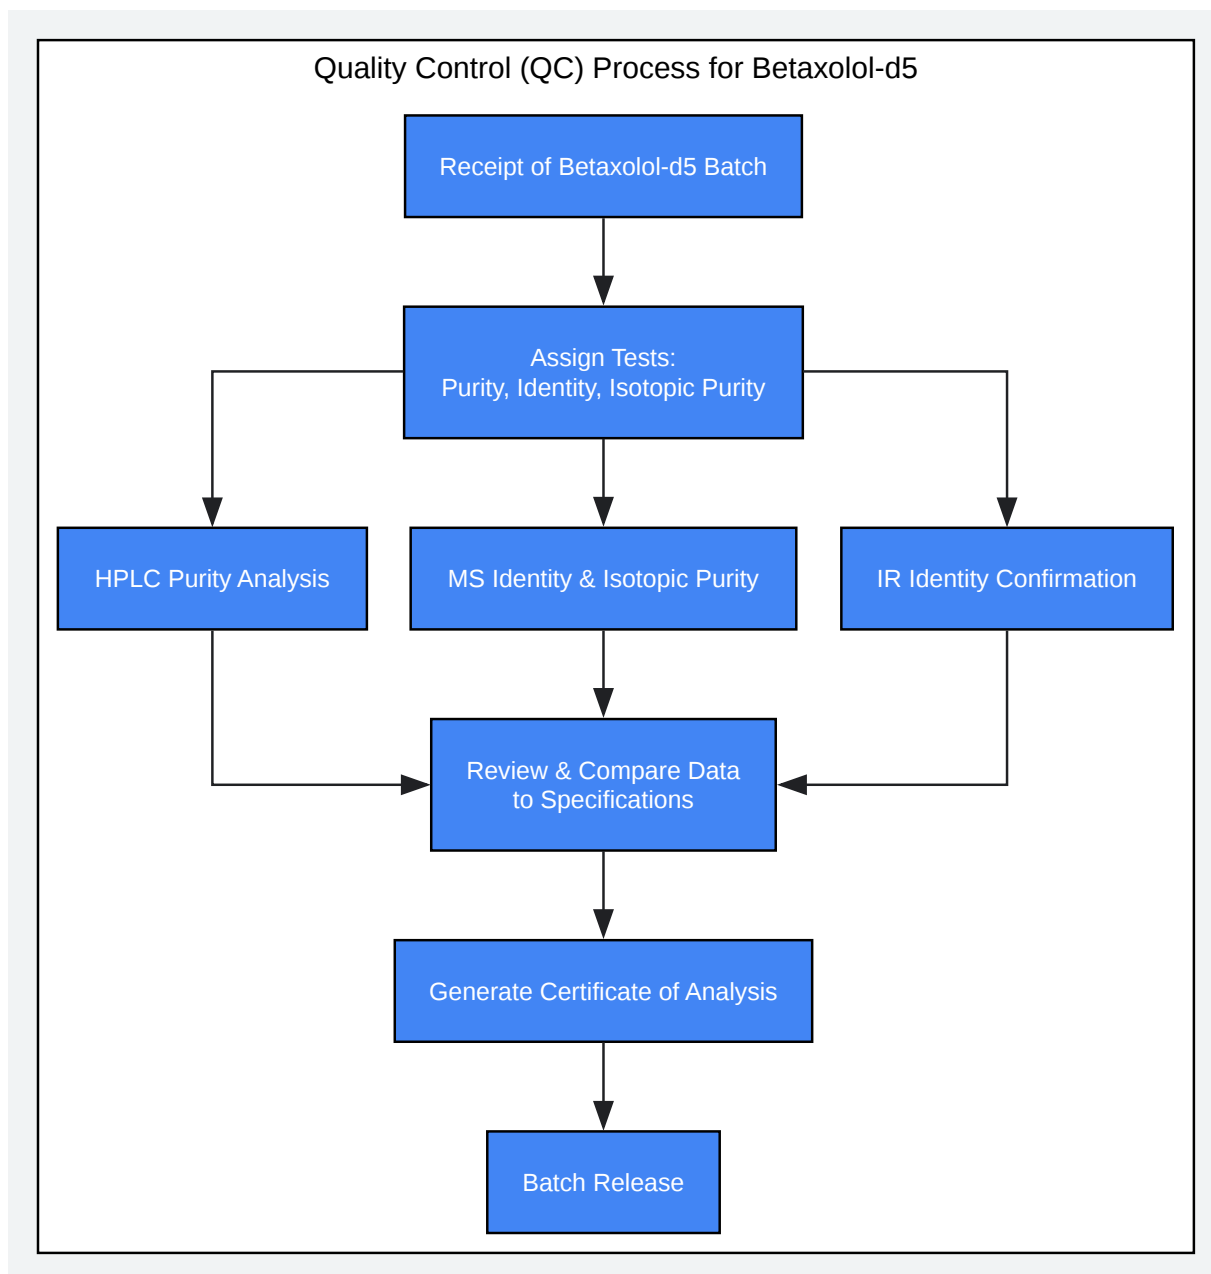 Quality Control (QC) Process for Betaxolol-d5
Receipt of Betaxolol-d5 Batch
Assign Tests:
Purity, Identity, Isotopic Purity
HPLC Purity Analysis
MS Identity & Isotopic Purity
IR Identity Confirmation
Review & Compare Data
to Specifications
Generate Certificate of Analysis
Batch Release